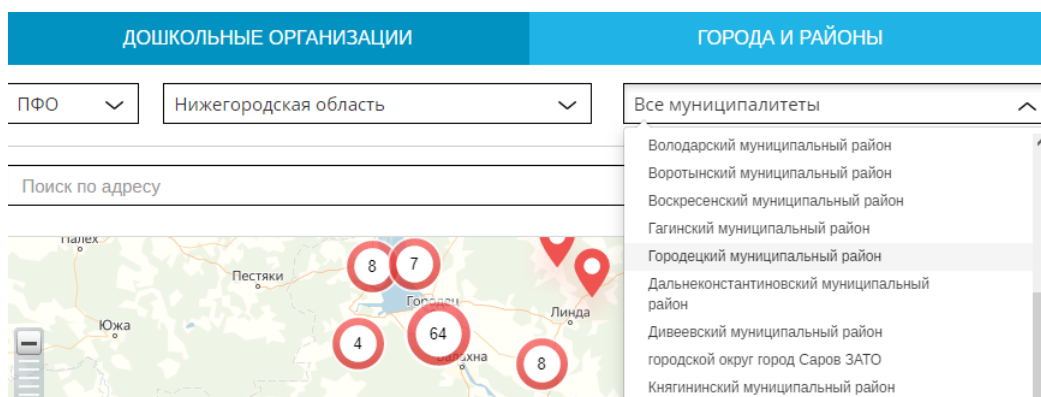 ДОШКОЛЬНЫЕ ОРГАНИЗАЦИИ
ГОРОДА И РАЙОНЫ
ПФО
Нижегородская область
Все муниципалитеты
Володарский муниципальный район
Воротынский муниципальный район
Воскресенский муниципальный район
Гагинский муниципальный район
Городецкий муниципальный район
Дальнеконстантиновский муниципальный
район
Дивеевский муниципальный район
городской округ город Саров ЗАТО
Княгининский муниципальный район
Поиск по адресу
Палех
Пестяки
8
7
Городец
Линда
Южа
4
64
Балахна
8